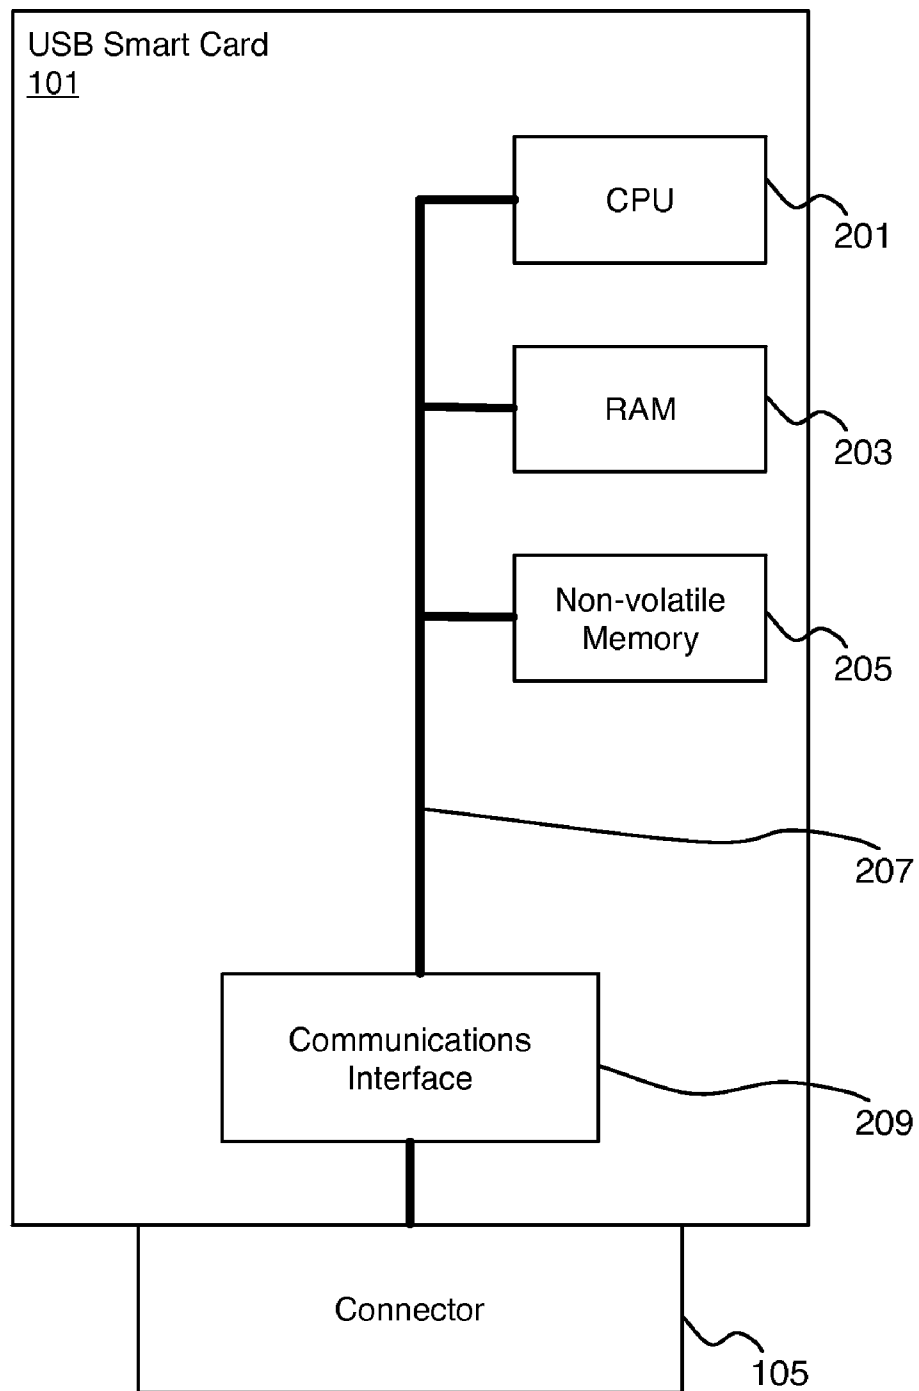 USB Smart Card
101
CPU
201
RAM
203
Non-volatile
Memory
205
207
Communications
Interface
209
Connector
105